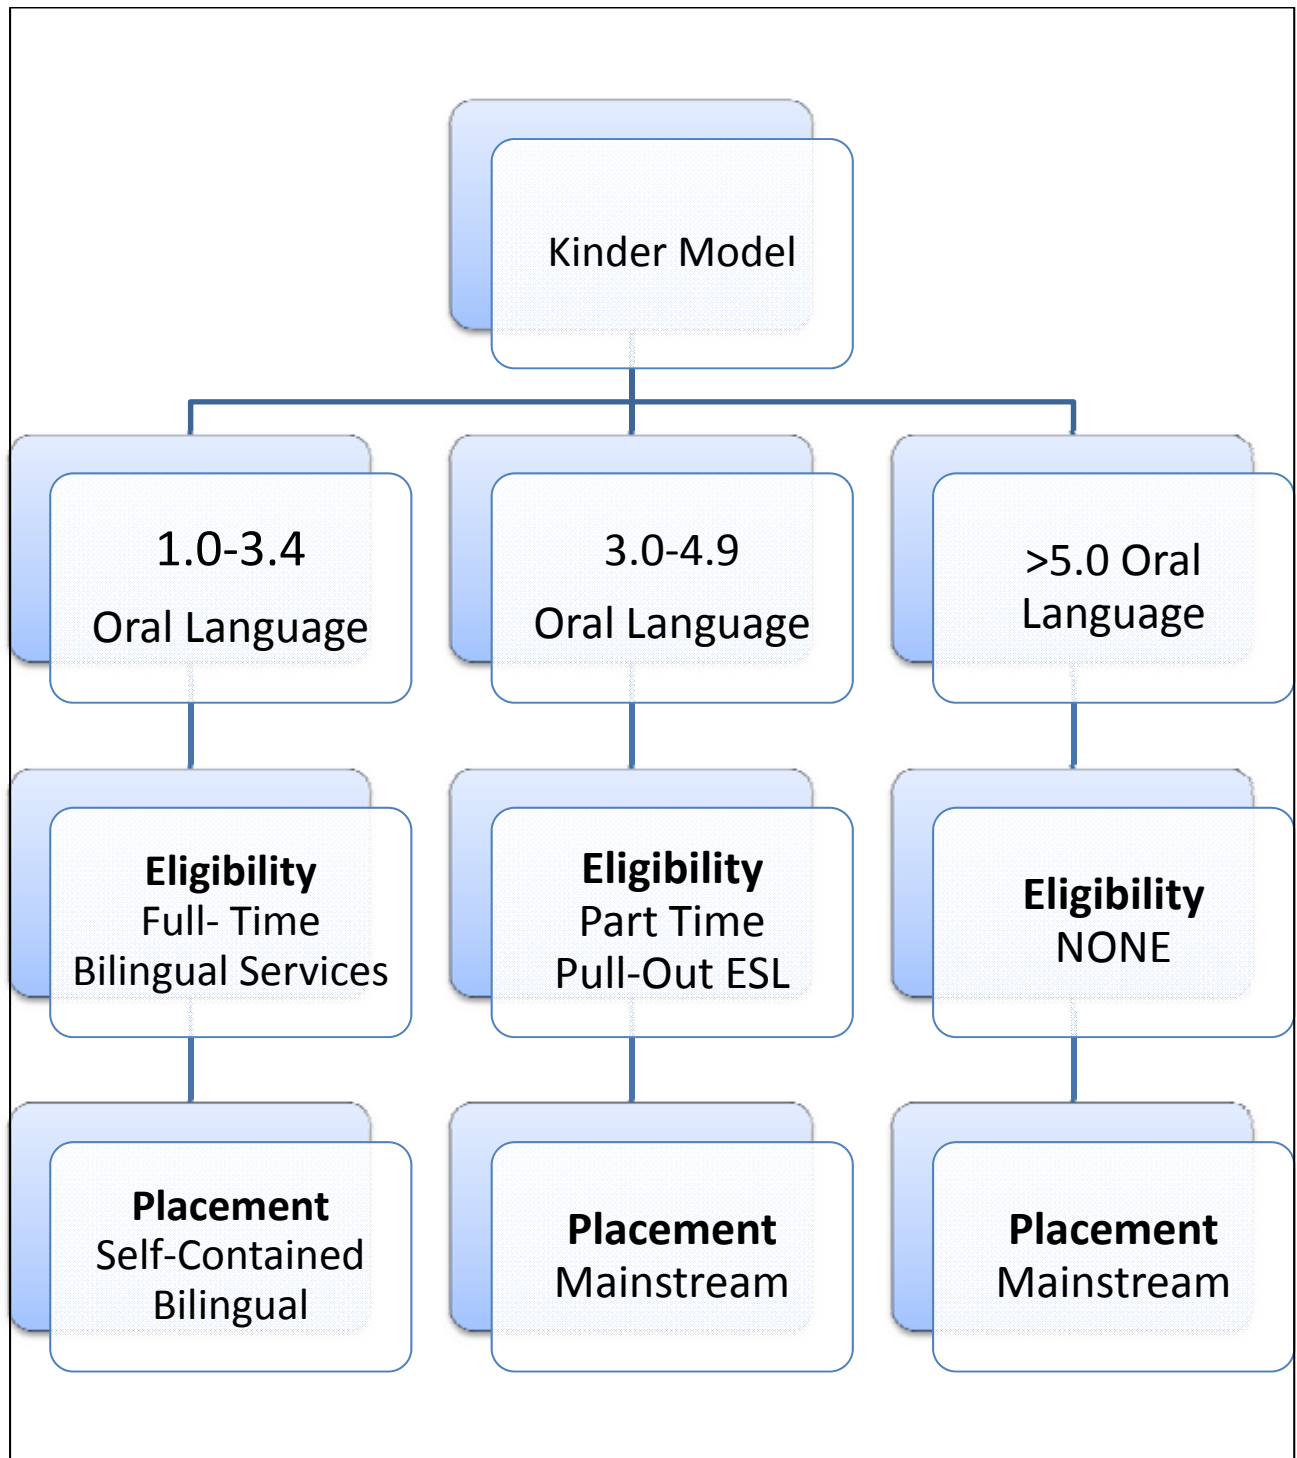 Kinder Model
1.0-3.4
Oral Language
3.0-4.9
Oral Language
>5.0 Oral
Language
Eligibility
Full- Time
Bilingual Services
Eligibility
Part Time
Pull-Out ESL
Eligibility
NONE
Placement
Self-Contained
Bilingual
Placement
Mainstream
Placement
Mainstream